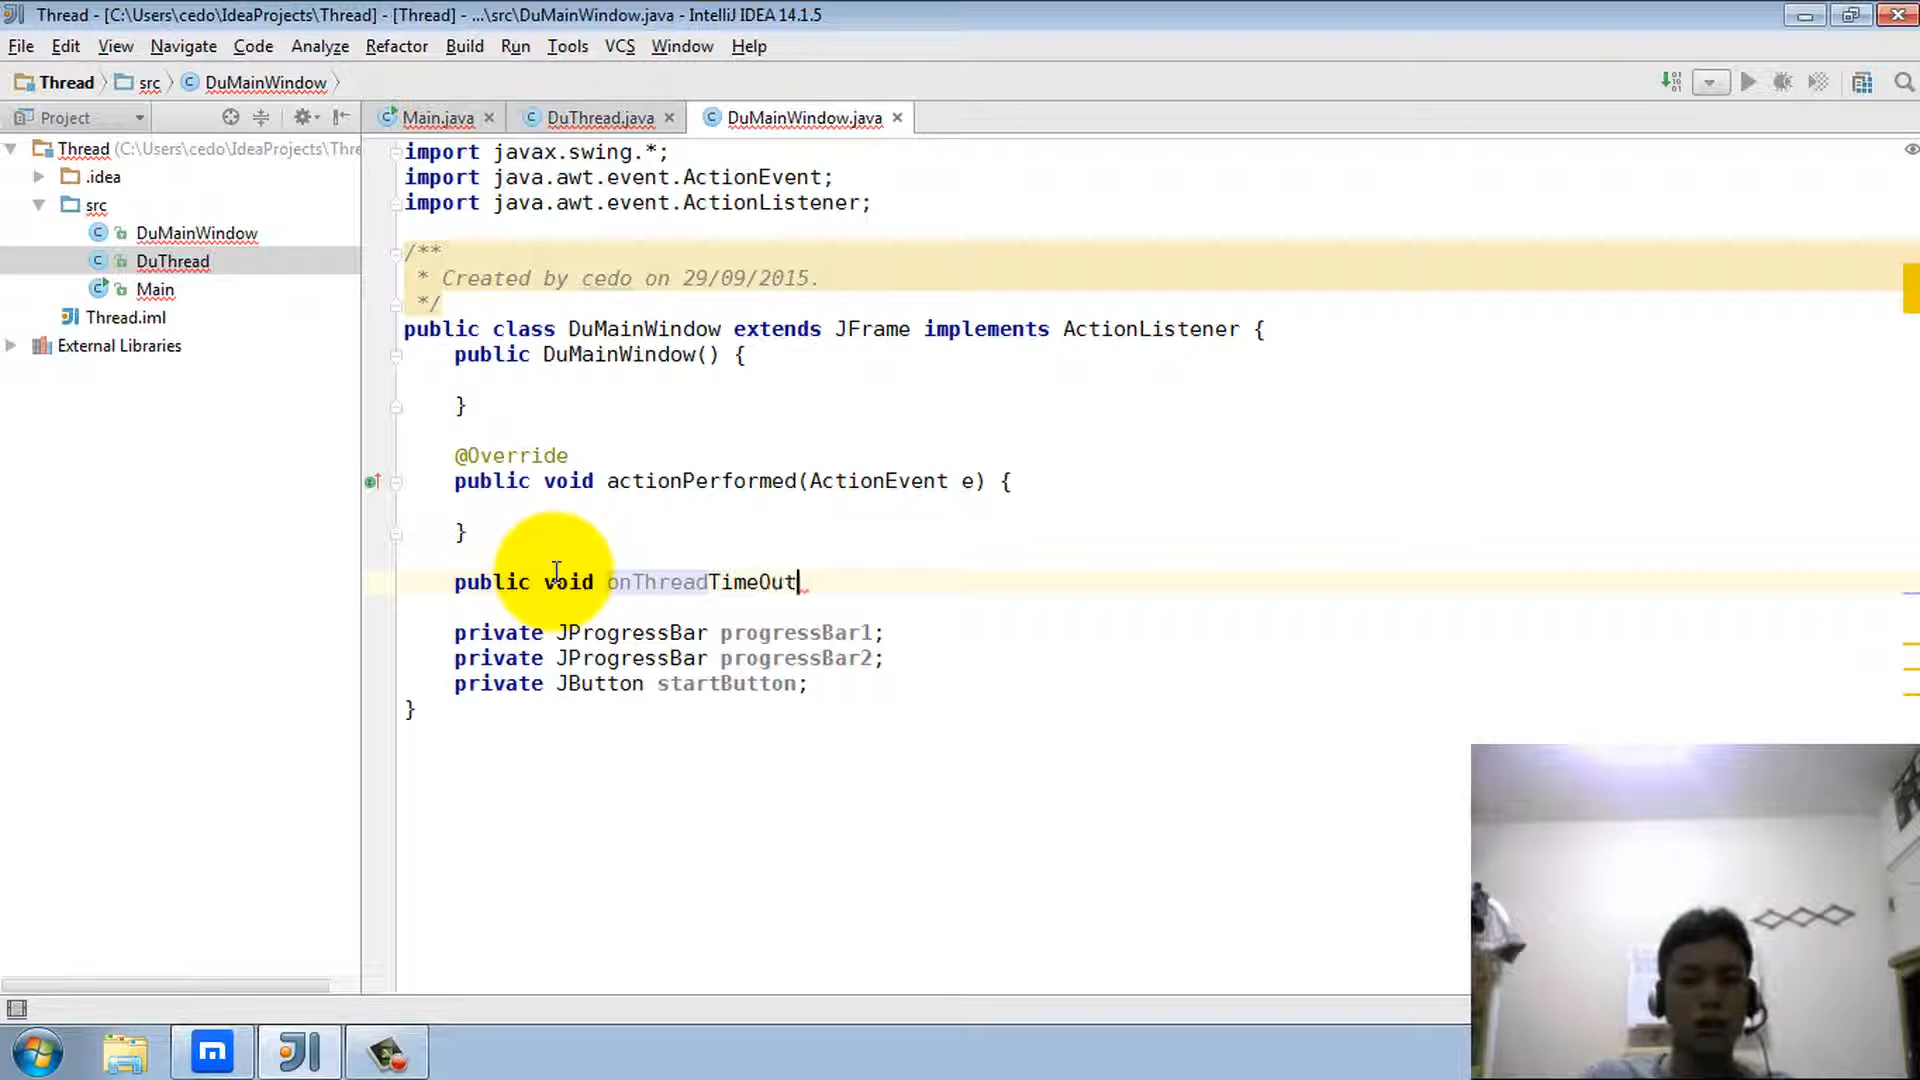 Thread - [C:\Users\cedo\IdeaProjects\Thread] - [Thread] - ...\src\DuMainWindow.java - IntelliJ IDEA 14.1.5
File Edit View Navigate Code Analyze Refactor Build Run Tools VCS Window Help
Thread src DuMainWindow
Project Main.java DuThread.java DuMainWindow.java
Thread (C:\Users\cedo\IdeaProjects\Thre
.idea
src
DuMainWindow
DuThread
Main
Thread.iml
External Libraries
import javax.swing.*;
import java.awt.event.ActionEvent;
import java.awt.event.ActionListener;
/**
* Created by cedo on 29/09/2015.
*/
public class DuMainWindow extends JFrame implements ActionListener {
public DuMainWindow() {
}
@Override
public void actionPerformed(ActionEvent e) {
}
public void onThreadTimeOut
private JProgressBar progressBar1;
private JProgressBar progressBar2;
private JButton startButton;
}